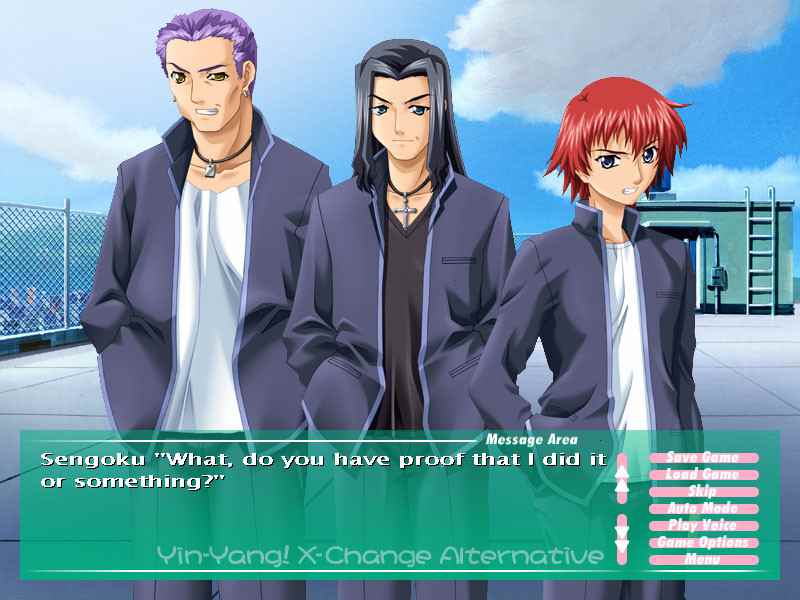 Message Area
Sengoku "What, do you have proof that I did it
or something?"
Save Game
Load Game
Skip
Auto Mode
Play Voice
Game Options
Menu
Yin-Yang! X-Change Alternative